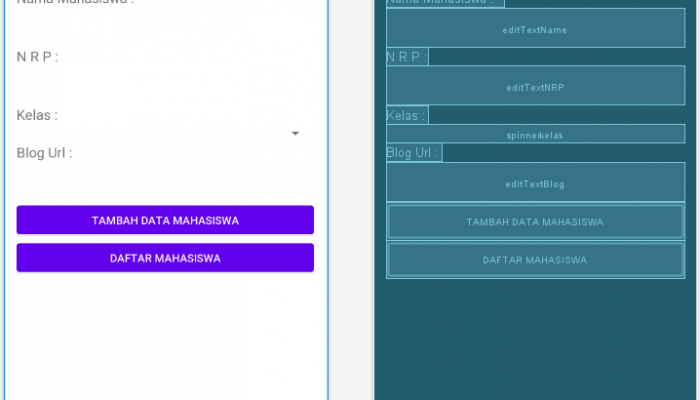 Nama Mahasiswa :
N R P :
Kelas :
Blog Url :
TAMBAH DATA MAHASISWA
DAFTAR MAHASISWA
Nama Mahasiswa :
editTextName
N R P :
editTextNRP
Kelas :
spinnerkelas
Blog Url :
editTextBlog
TAMBAH DATA MAHASISWA
DAFTAR MAHASISWA